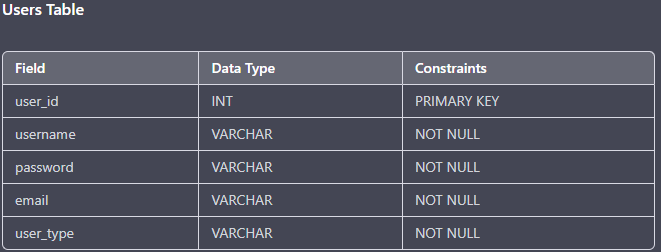 Users Table
Field Data Type Constraints
user_id INT PRIMARY KEY
username VARCHAR NOT NULL
password VARCHAR NOT NULL
email VARCHAR NOT NULL
user_type VARCHAR NOT NULL